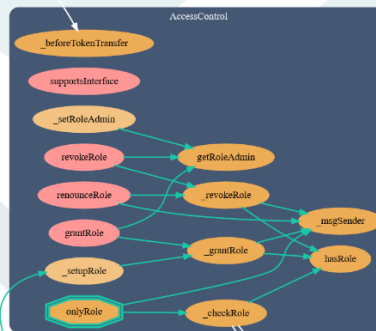 AccessControl
_beforeTokenTransfer
supportsInterface
_setRoleAdmin
revokeRole
getRoleAdmin
renounceRole
_revokeRole
_msgSender
grantRole
_grantRole
hasRole
_setupRole
onlyRole
_checkRole